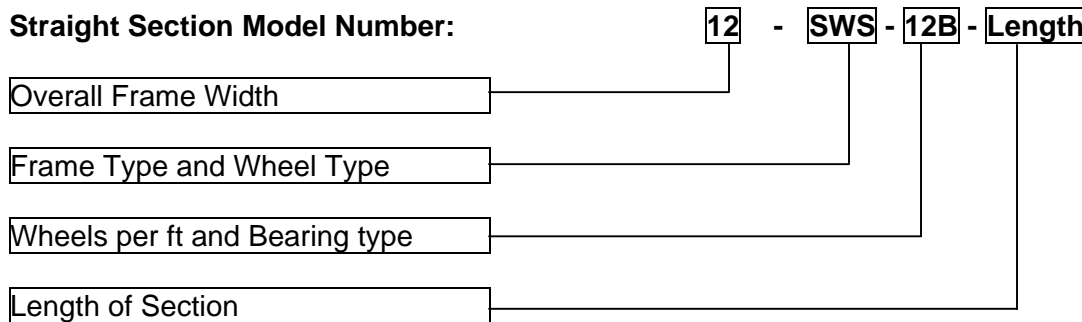 Straight Section Model Number: 12 - SWS - 12B - Length
Overall Frame Width
Frame Type and Wheel Type
Wheels per ft and Bearing type
Length of Section